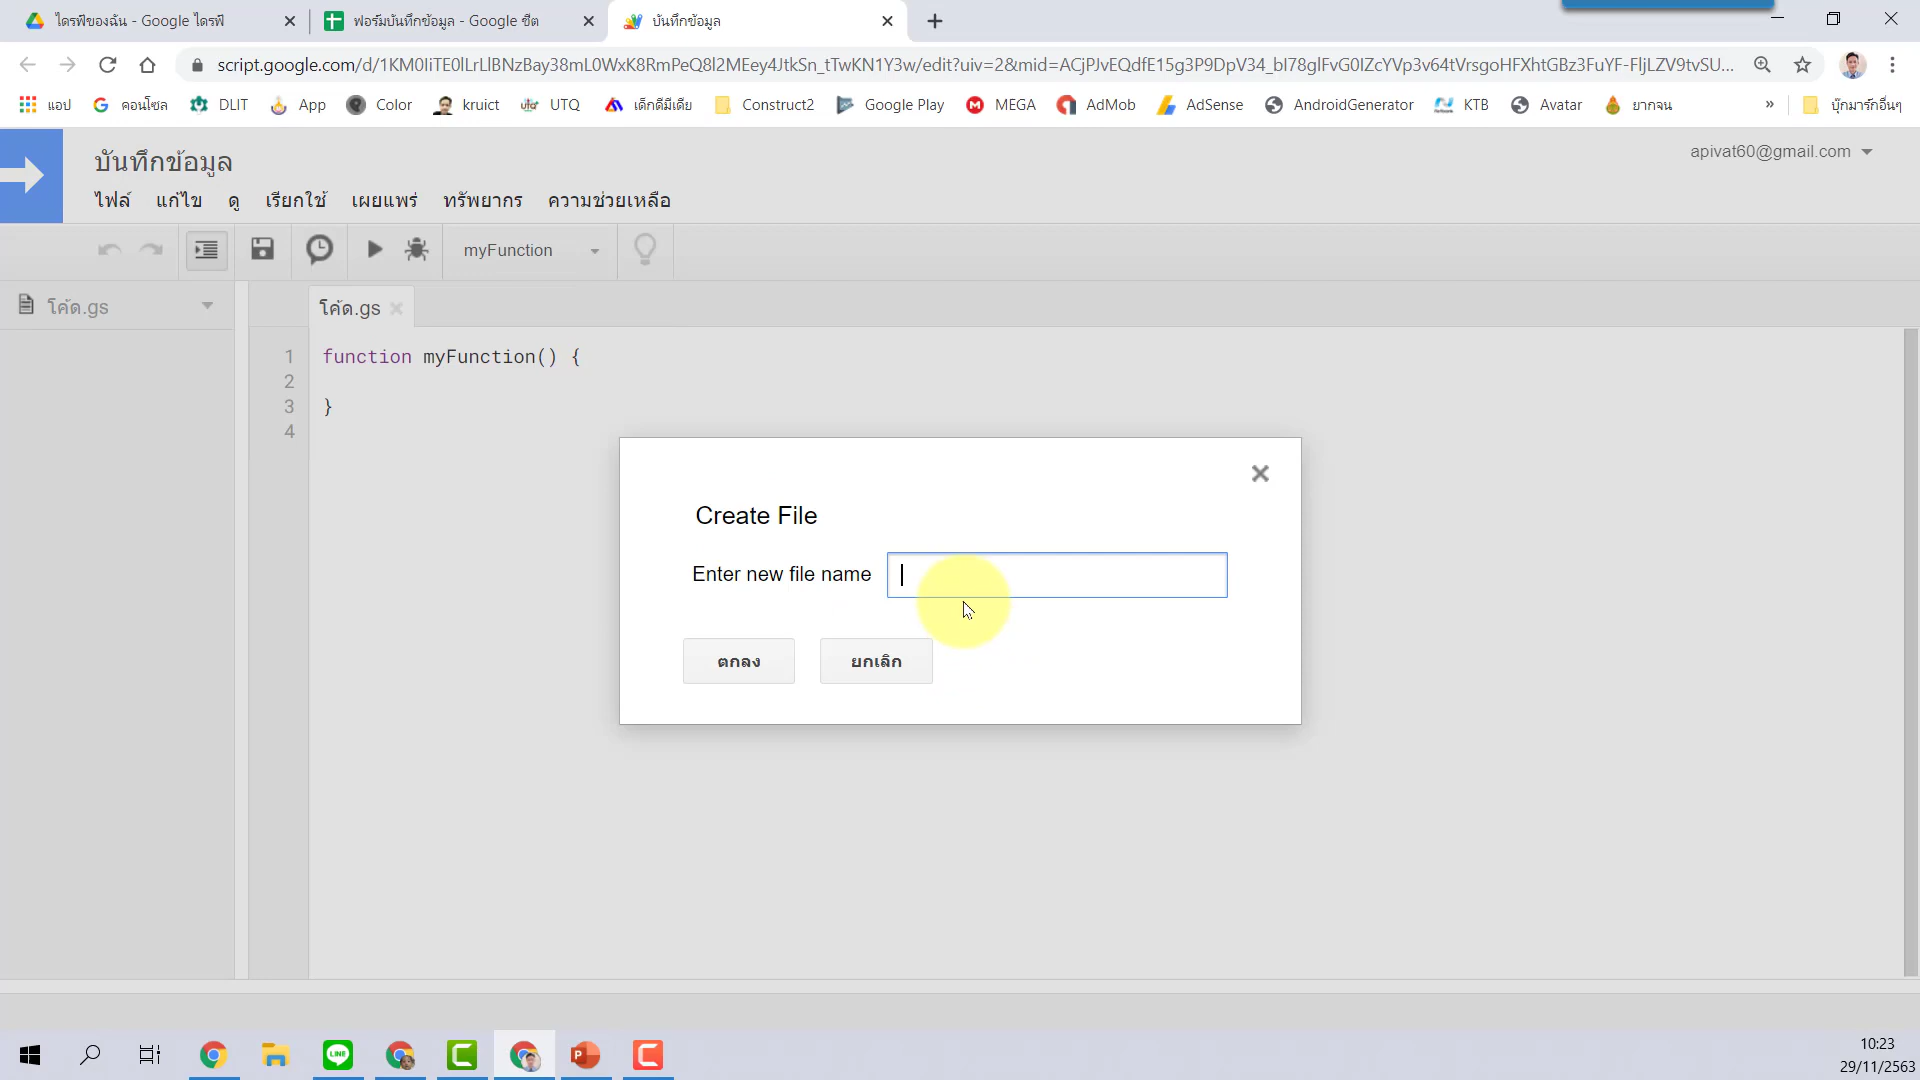 ไดรฟ์ของฉัน - Google ไดรฟ์
ฟอร์มบันทึกข้อมูล - Google ชีต
บันทึกข้อมูล
script.google.com/d/
แอป
คอนโซล
DLIT
App
Color
kruict
UTQ
เด็กดีมีเดีย
Construct2
Google Play
MEGA
AdMob
AdSense
AndroidGenerator
KTB
Avatar
ยากจน
»
บุ๊กมาร์กอื่นๆ
บันทึกข้อมูล
apivat60@gmail.com
ไฟล์ แก้ไข ดู เรียกใช้ เผยแพร่ ทรัพยากร ความช่วยเหลือ
myFunction
โค้ด.gs
โค้ด.gs
1 function myFunction() {
2
3 }
4
Create File
Enter new file name
ตกลง
ยกเลิก
LINE
10:23
29/11/2563